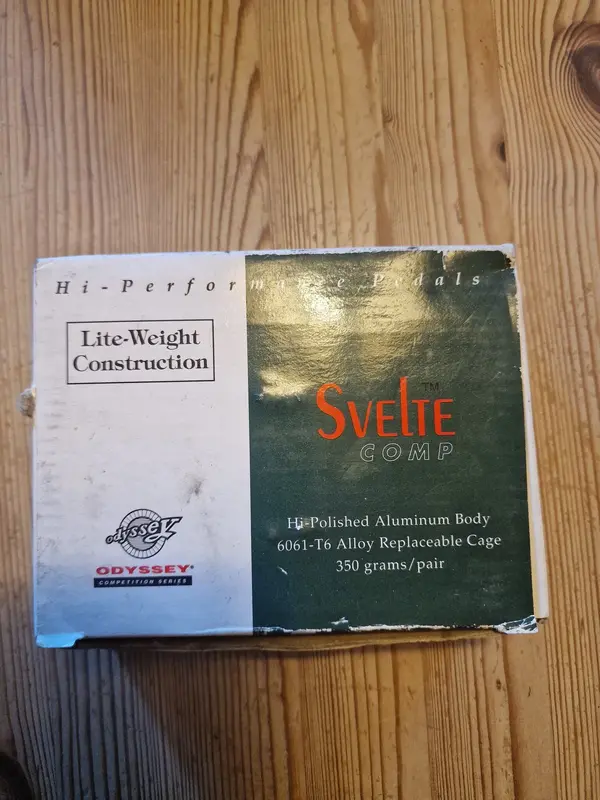 Hi-Performance Pedals
Lite-Weight
Construction
SVELTE™
COMP
Hi-Polished Aluminum Body
6061-T6 Alloy Replaceable Cage
350 grams/pair
odyssey
ODYSSEY®
COMPETITION SERIES